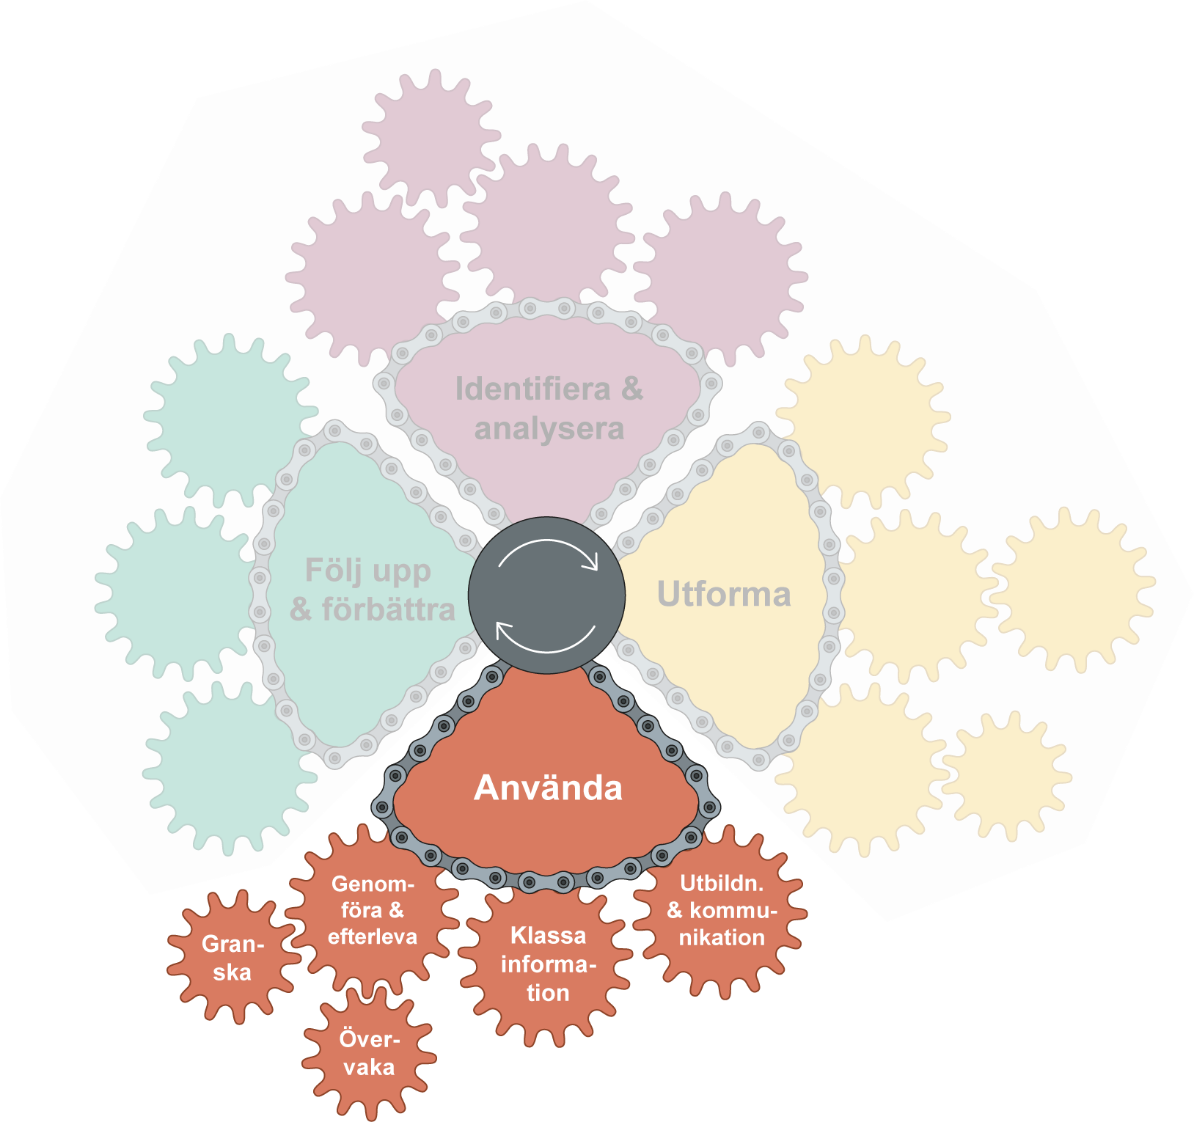 Identifiera &
analysera
Följ upp
& förbättra
Utforma
Använda
Genom-
föra &
efterleva
Utbildn.
& kommu-
nikation
Klassa
informa-
tion
Gran-
ska
Över-
vaka